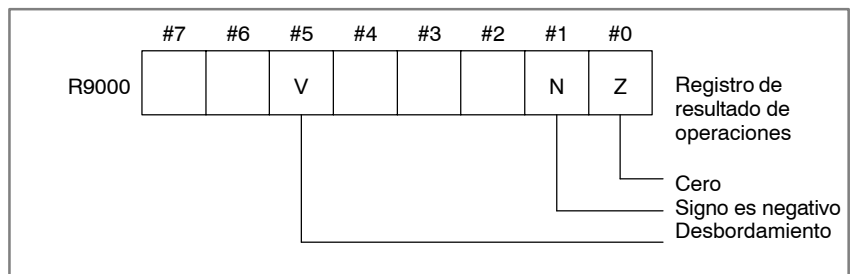 #7 #6 #5 #4 #3 #2 #1 #0
R9000 V N Z
Registro de
resultado de
operaciones
Cero
Signo es negativo
Desbordamiento